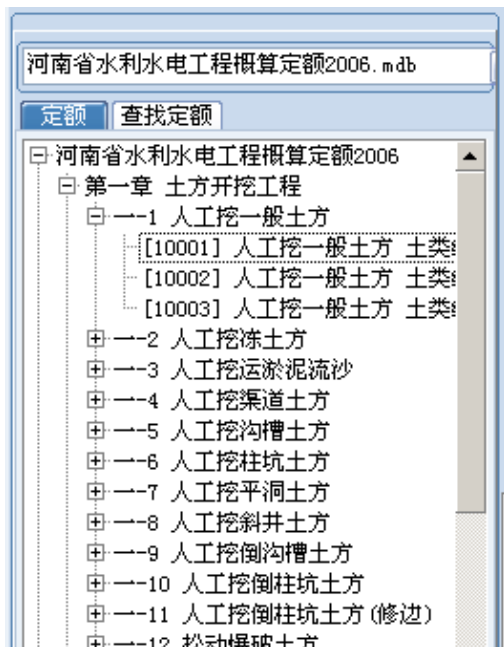 河南省水利水电工程概算定额2006.mdb
定额 查找定额
河南省水利水电工程概算定额2006
第一章 土方开挖工程
一-1 人工挖一般土方
[10001] 人工挖一般土方 土类
[10002] 人工挖一般土方 土类
[10003] 人工挖一般土方 土类
一-2 人工挖冻土方
一-3 人工挖运淤泥流沙
一-4 人工挖渠道土方
一-5 人工挖沟槽土方
一-6 人工挖柱坑土方
一-7 人工挖平洞土方
一-8 人工挖斜井土方
一-9 人工挖倒沟槽土方
一-10 人工挖倒柱坑土方
一-11 人工挖倒柱坑土方(修边)
一-12 松动爆破土方